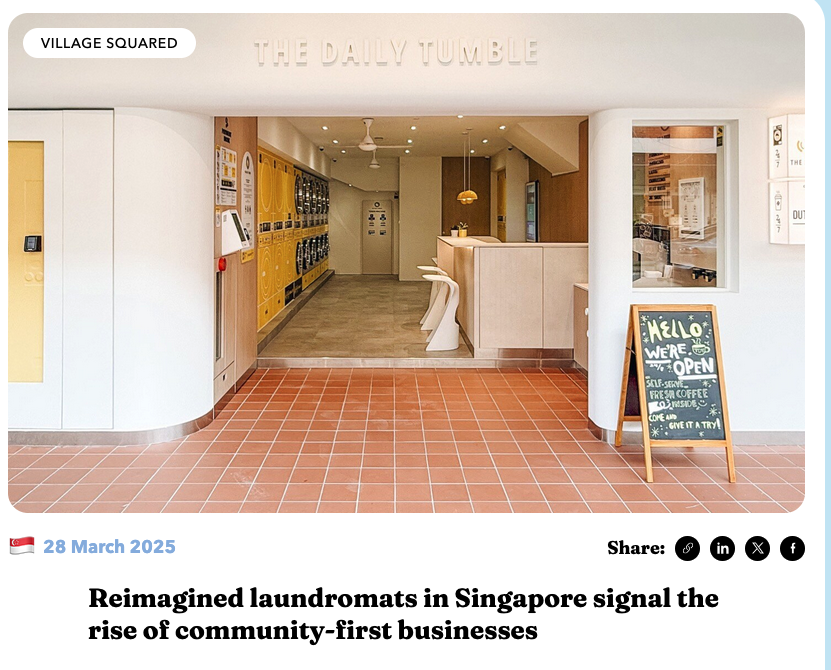 VILLAGE SQUARED
THE DAILY TUMBLE
HELLO
WE'RE
OPEN
SELF-SERVE
FRESH COFFEE
INSIDE
COME AND
GIVE IT A TRY!
28 March 2025
Share:
Reimagined laundromats in Singapore signal the
rise of community-first businesses